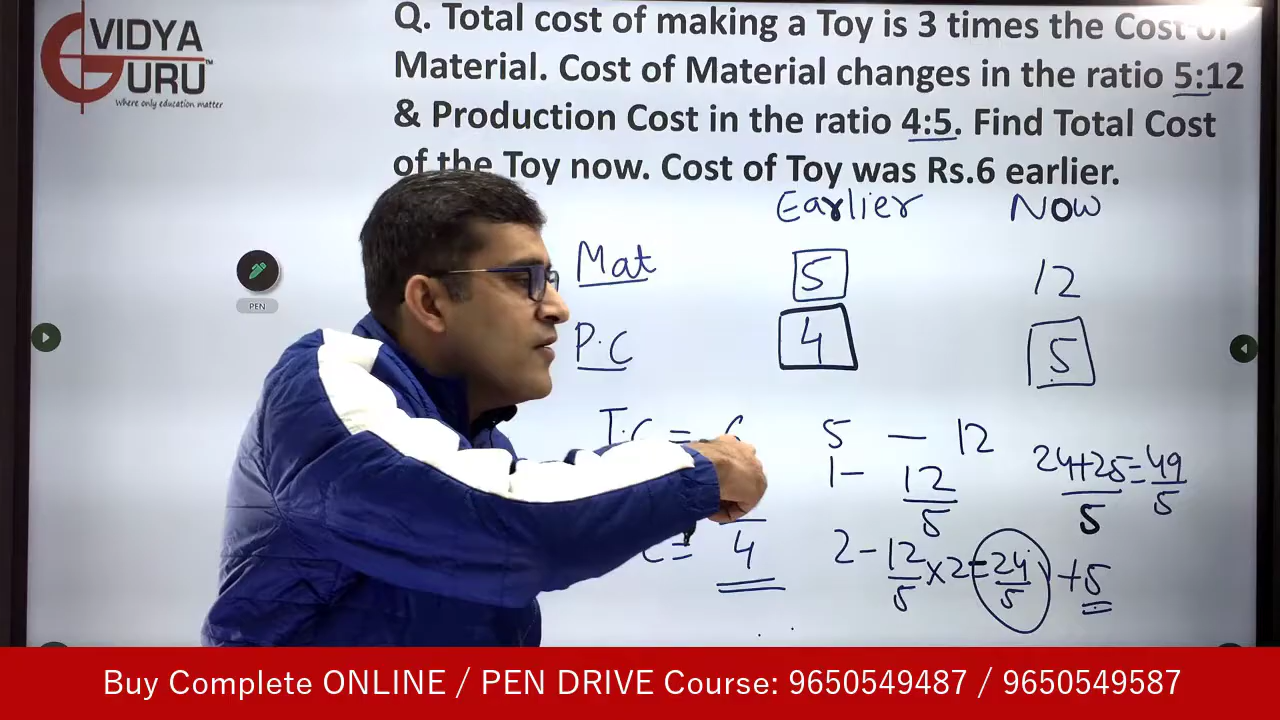 VIDYA
GURU™
Where only education matter
Q. Total cost of making a Toy is 3 times the Cost of
Material. Cost of Material changes in the ratio 5:12
& Production Cost in the ratio 4:5. Find Total Cost
of the Toy now. Cost of Toy was Rs.6 earlier.
Earlier Now
Mat 5 12
PEN
P.C 4 5
T.C = 6 5 — 12
24+25/5 = 49/5
1 — 12/5
C = 4
2 - 12/5 × 2 = 24/5 + 5
Buy Complete ONLINE / PEN DRIVE Course: 9650549487 / 9650549587